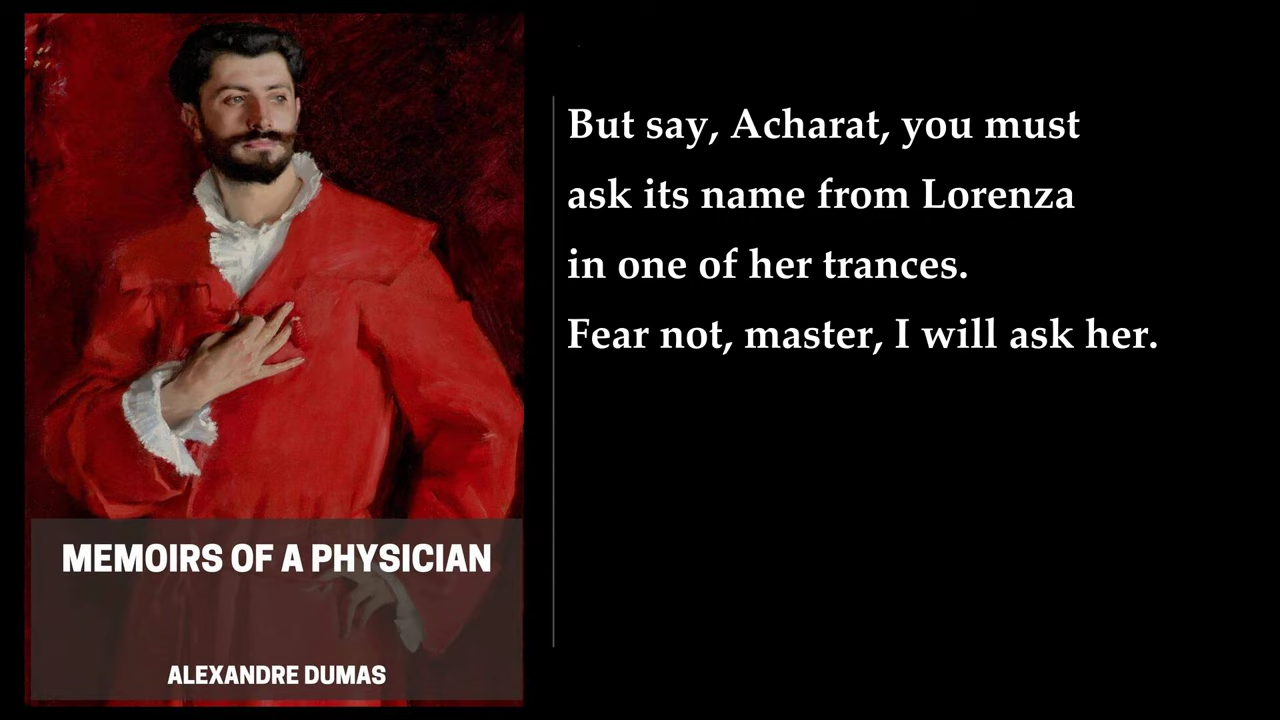 But say, Acharat, you must
ask its name from Lorenza
in one of her trances.
Fear not, master, I will ask her.
MEMOIRS OF A PHYSICIAN
ALEXANDRE DUMAS